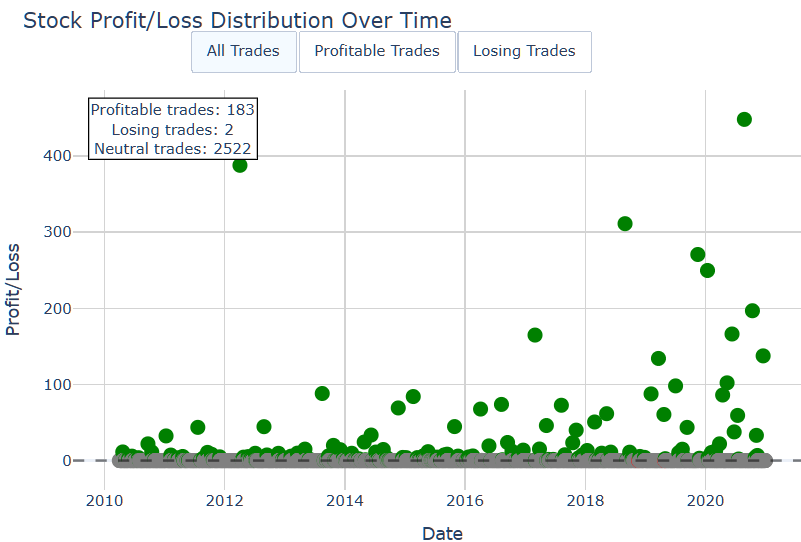 Stock Profit/Loss Distribution Over Time
All Trades
Profitable Trades
Losing Trades
Profitable trades: 183
Losing trades: 2
Neutral trades: 2522
400
300
200
100
0
Profit/Loss
2010
2012
2014
2016
2018
2020
Date